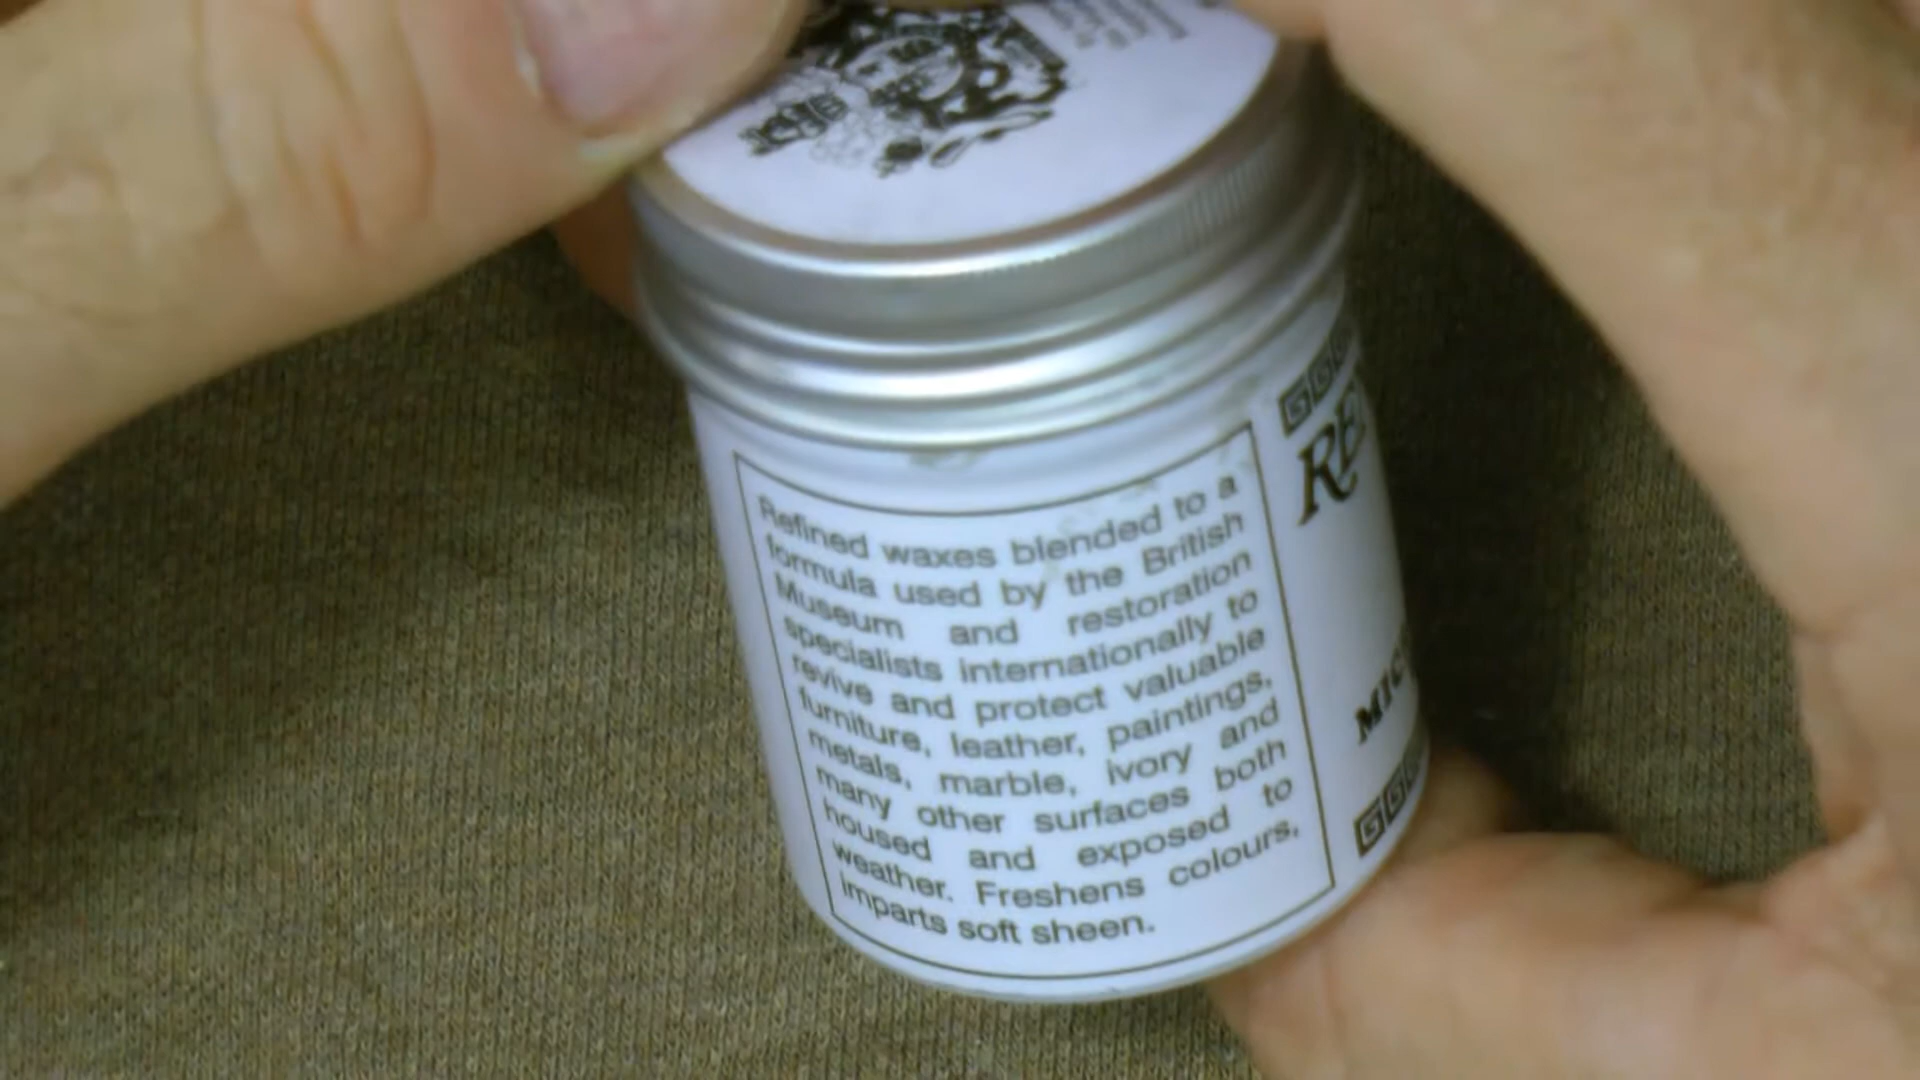 Refined waxes blended to a
formula used by the British
Museum and restoration
specialists internationally to
revive and protect valuable
furniture, leather, paintings,
metals, marble, ivory and
many other surfaces both
housed and exposed to
weather. Freshens colours,
imparts soft sheen.
RE
MIC